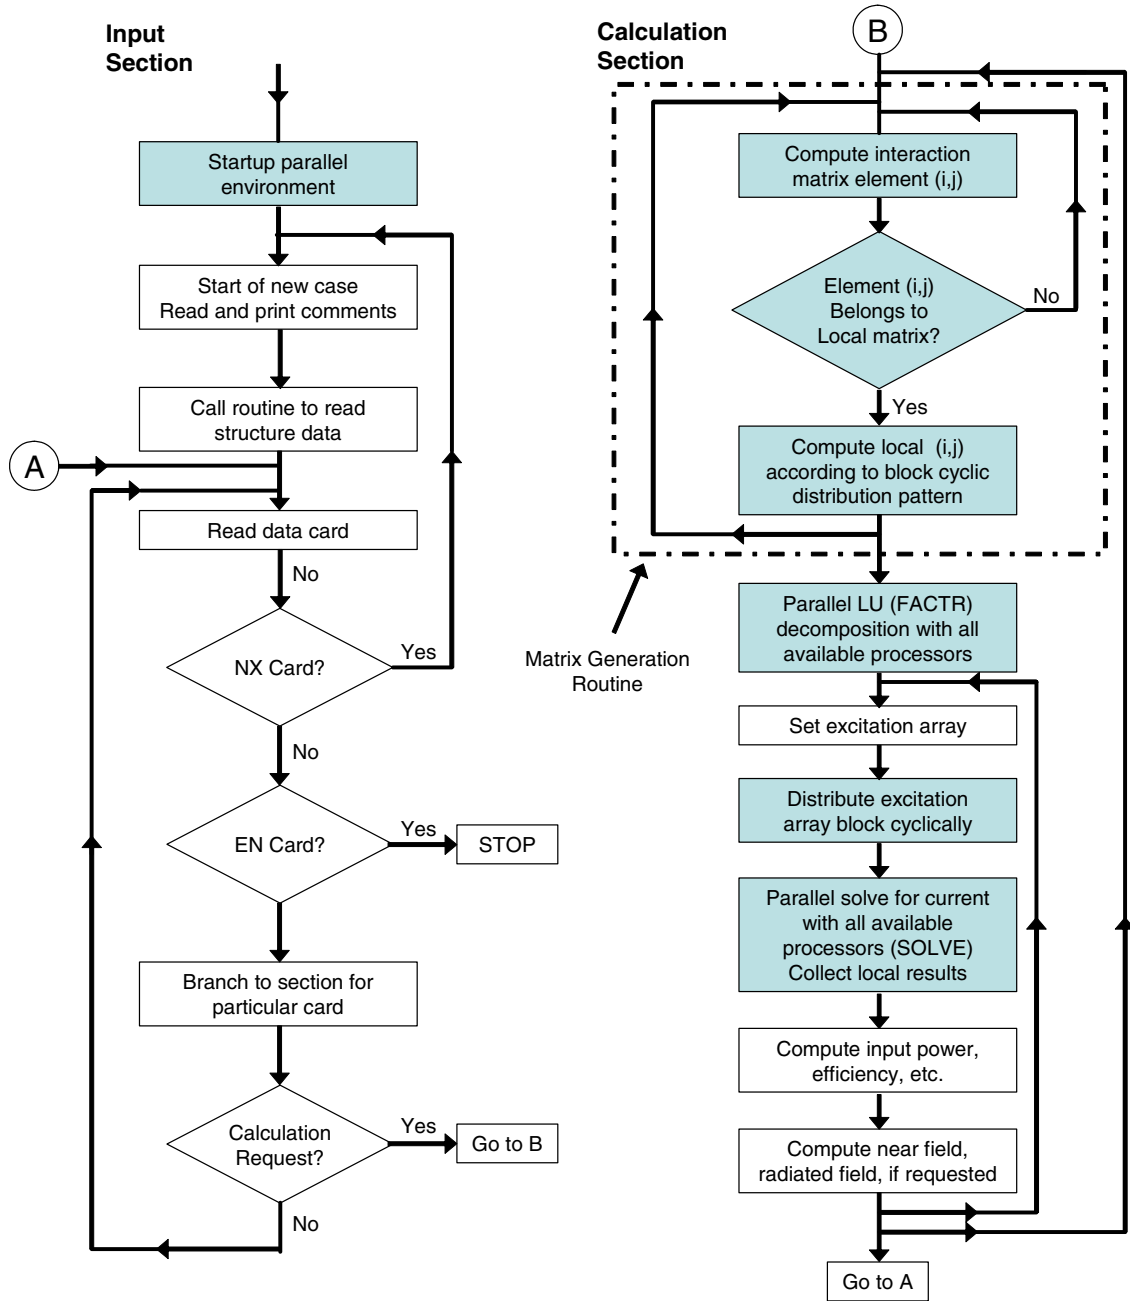 Input
Section
Startup parallel
environment
Start of new case
Read and print comments
Call routine to read
structure data
A
Read data card
No
NX Card?
Yes
No
EN Card?
Yes
STOP
Branch to section for
particular card
Calculation
Request?
Yes
Go to B
No
Calculation
Section
B
Compute interaction
matrix element (i,j)
Element (i,j)
Belongs to
Local matrix?
No
Yes
Compute local (i,j)
according to block cyclic
distribution pattern
Matrix Generation
Routine
Parallel LU (FACTR)
decomposition with all
available processors
Set excitation array
Distribute excitation
array block cyclically
Parallel solve for current
with all available
processors (SOLVE)
Collect local results
Compute input power,
efficiency, etc.
Compute near field,
radiated field, if requested
Go to A